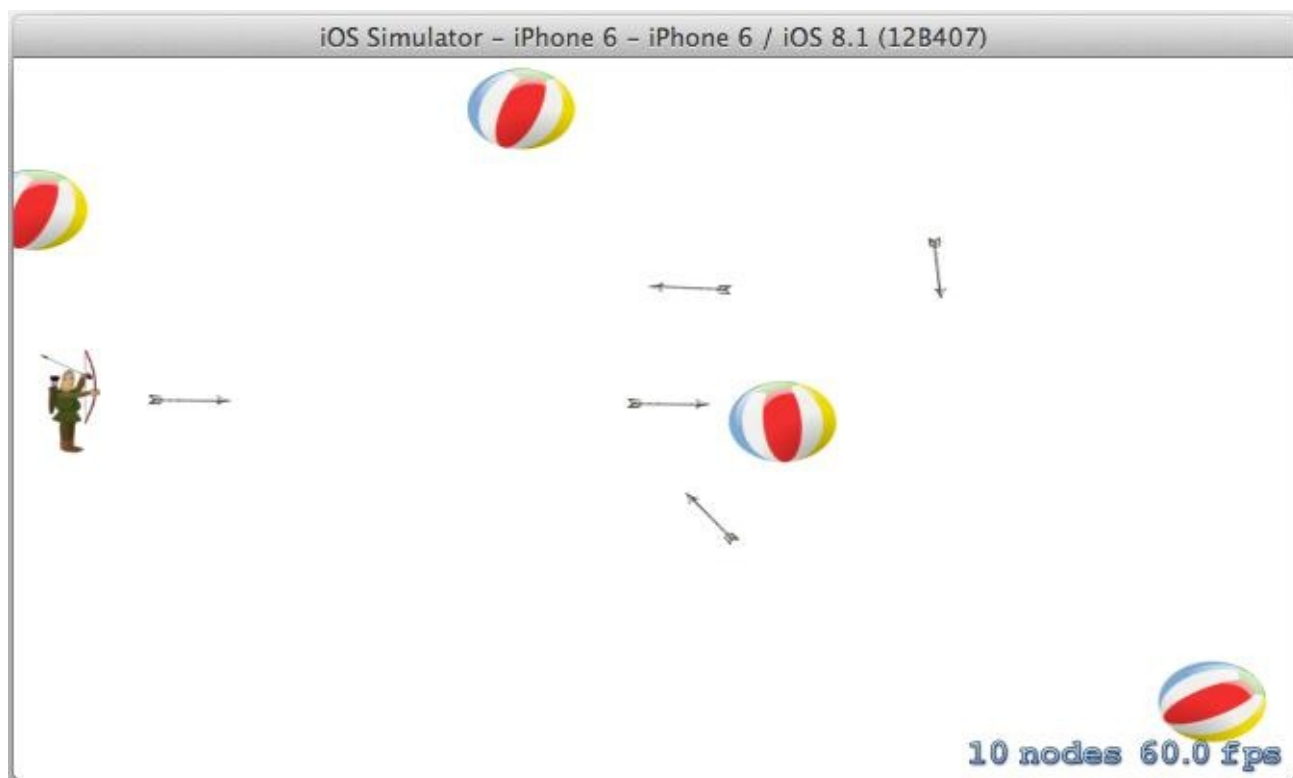 iOS Simulator – iPhone 6 – iPhone 6 / iOS 8.1 (12B407)
10 nodes 60.0 fps